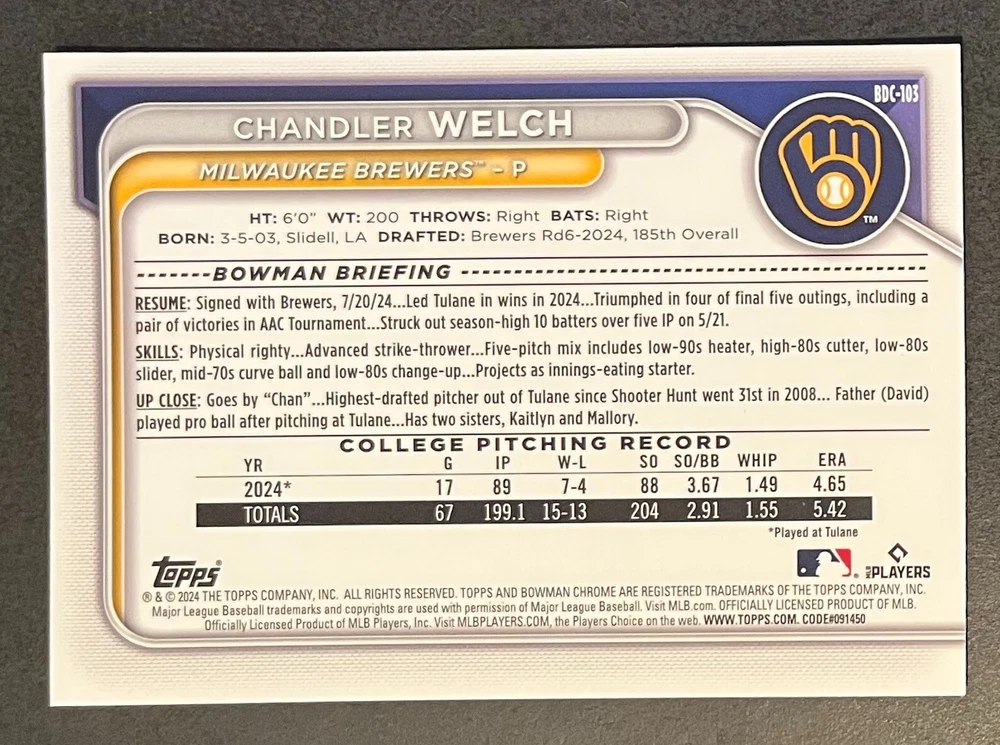 BDC-103
CHANDLER WELCH
MILWAUKEE BREWERS™ - P
TM
HT: 6'0" WT: 200 THROWS: Right BATS: Right
BORN: 3-5-03, Slidell, LA DRAFTED: Brewers Rd6-2024, 185th Overall
BOWMAN BRIEFING
RESUME: Signed with Brewers, 7/20/24...Led Tulane in wins in 2024...Triumphed in four of final five outings, including a
pair of victories in AAC Tournament...Struck out season-high 10 batters over five IP on 5/21.
SKILLS: Physical righty...Advanced strike-thrower...Five-pitch mix includes low-90s heater, high-80s cutter, low-80s
slider, mid-70s curve ball and low-80s change-up...Projects as innings-eating starter.
UP CLOSE: Goes by “Chan”...Highest-drafted pitcher out of Tulane since Shooter Hunt went 31st in 2008... Father (David)
played pro ball after pitching at Tulane...Has two sisters, Kaitlyn and Mallory.
COLLEGE PITCHING RECORD
YR G IP W-L SO SO/BB WHIP ERA
2024* 17 89 7-4 88 3.67 1.49 4.65
TOTALS 67 199.1 15-13 204 2.91 1.55 5.42
*Played at Tulane
Topps®
MLB PLAYERS
® & © 2024 THE TOPPS COMPANY, INC. ALL RIGHTS RESERVED. TOPPS AND BOWMAN CHROME ARE REGISTERED TRADEMARKS OF THE TOPPS COMPANY, INC.
Major League Baseball trademarks and copyrights are used with permission of Major League Baseball. Visit MLB.com. OFFICIALLY LICENSED PRODUCT OF MLB.
Officially Licensed Product of MLB Players, Inc. Visit MLBPLAYERS.COM, the Players Choice on the web. WWW.TOPPS.COM. CODE#091450